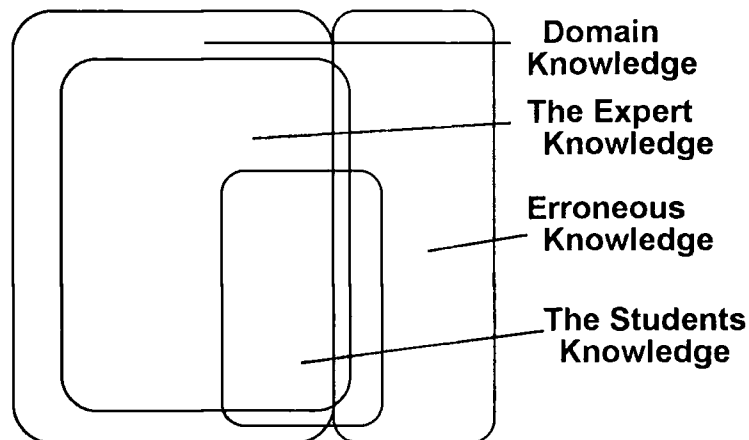 Domain
Knowledge
The Expert
Knowledge
Erroneous
Knowledge
The Students
Knowledge